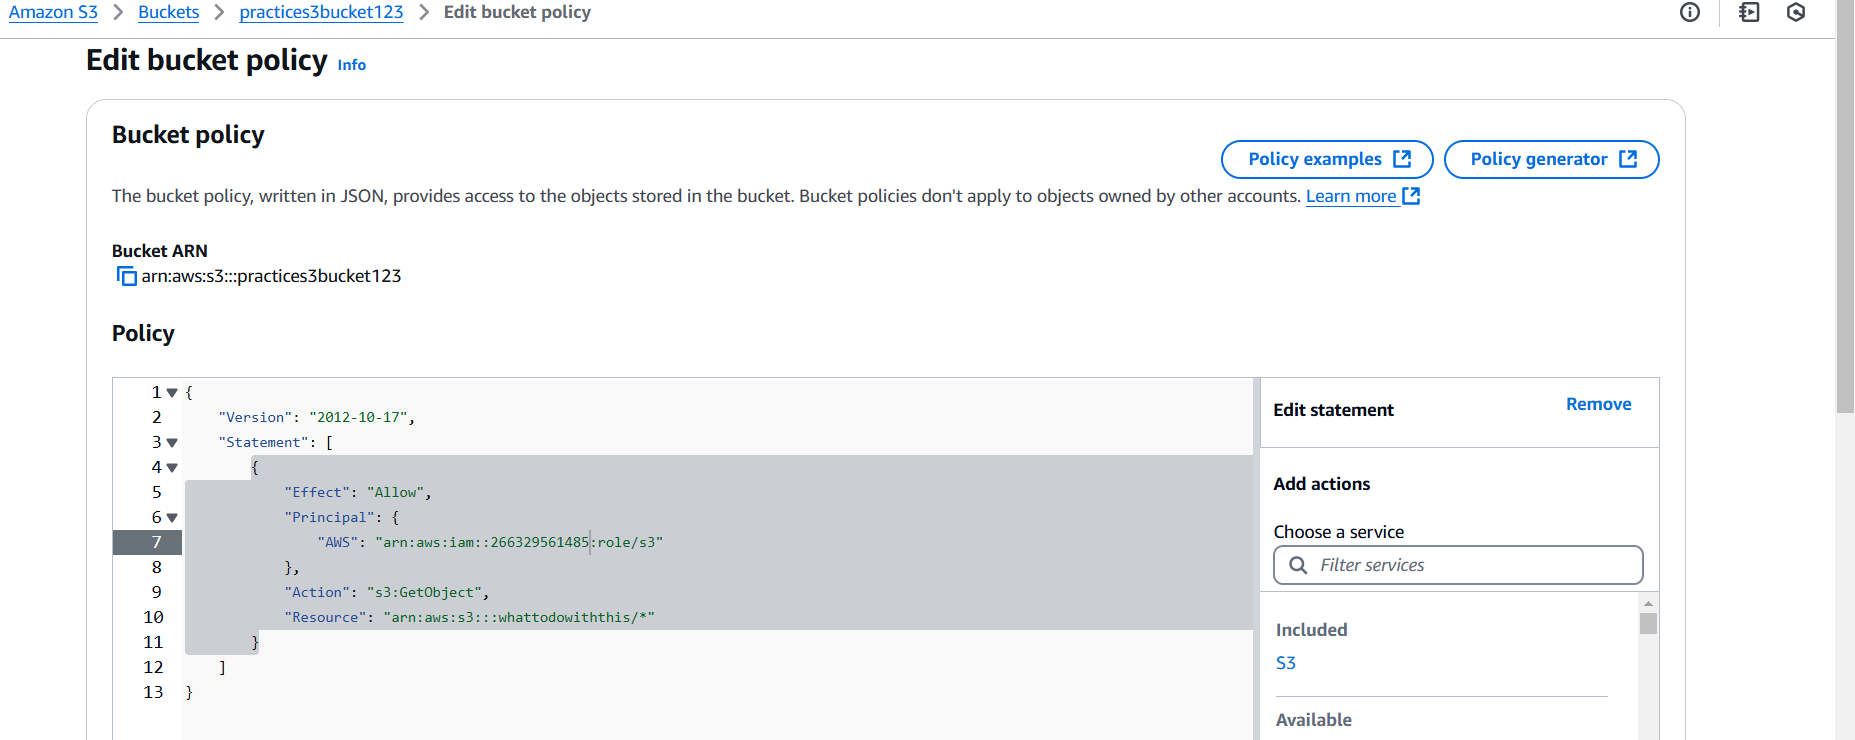 Amazon S3 > Buckets > practices3bucket123 > Edit bucket policy
Edit bucket policy Info
Bucket policy
Policy examples
Policy generator
The bucket policy, written in JSON, provides access to the objects stored in the bucket. Bucket policies don't apply to objects owned by other accounts. Learn more
Bucket ARN
arn:aws:s3:::practices3bucket123
Policy
1 {
2     "Version": "2012-10-17",
3     "Statement": [
4         {
5             "Effect": "Allow",
6             "Principal": {
7                 "AWS": "arn:aws:iam::266329561485:role/s3"
8             },
9             "Action": "s3:GetObject",
10             "Resource": "arn:aws:s3:::whattodowiththis/*"
11         }
12     ]
13 }
Edit statement
Remove
Add actions
Choose a service
Filter services
Included
S3
Available